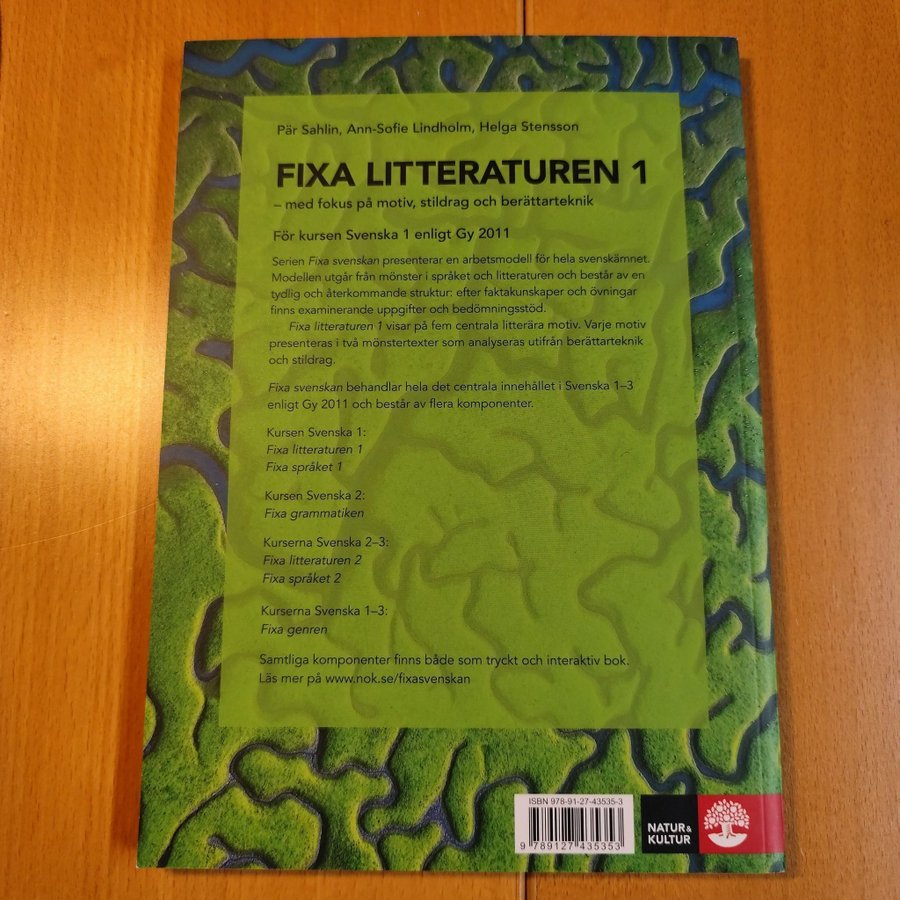 Pär Sahlin, Ann-Sofie Lindholm, Helga Stensson
FIXA LITTERATUREN 1
– med fokus på motiv, stildrag och berättarteknik
För kursen Svenska 1 enligt Gy 2011
Serien Fixa svenskan presenterar en arbetsmodell för hela svenskämnet.
Modellen utgår från mönster i språket och litteraturen och består av en
tydlig och återkommande struktur: efter faktakunskaper och övningar
finns examinerande uppgifter och bedömningsstöd.
Fixa litteraturen 1 visar på fem centrala litterära motiv. Varje motiv
presenteras i två mönstertexter som analyseras utifrån berättarteknik
och stildrag.
Fixa svenskan behandlar hela det centrala innehållet i Svenska 1–3
enligt Gy 2011 och består av flera komponenter.
Kursen Svenska 1:
Fixa litteraturen 1
Fixa språket 1
Kursen Svenska 2:
Fixa grammatiken
Kurserna Svenska 2–3:
Fixa litteraturen 2
Fixa språket 2
Kurserna Svenska 1–3:
Fixa genren
Samtliga komponenter finns både som tryckt och interaktiv bok.
Läs mer på www.nok.se/fixasvenskan
ISBN 978-91-27-43535-3
9 789127 435353
NATUR &
KULTUR